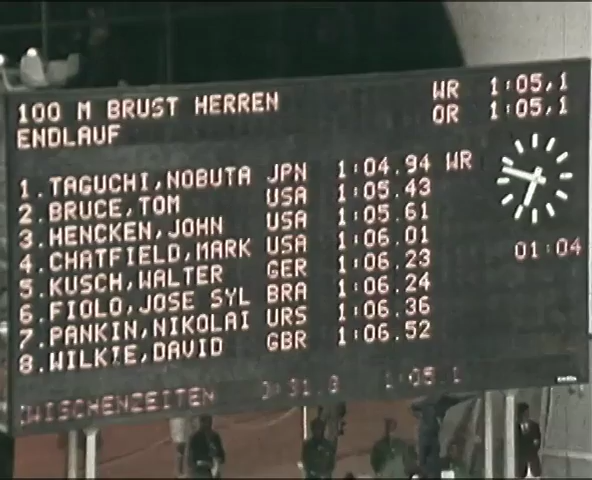 100 M BRUST HERREN WR 1:05,1
ENDLAUF OR 1:05,1
1.TAGUCHI,NOBUTA JPN 1:04.94 WR
2.BRUCE,TOM USA 1:05.43
3.HENCKEN,JOHN USA 1:05.61
4.CHATFIELD,MARK USA 1:06.01
5.KUSCH,WALTER GER 1:06.23
6.FIOLO,JOSE SYL BRA 1:06.24
7.PANKIN,NIKOLAI URS 1:06.36
8.WILKIE,DAVID GBR 1:06.52
01:04
ZWISCHENZEITEN 1:05.1